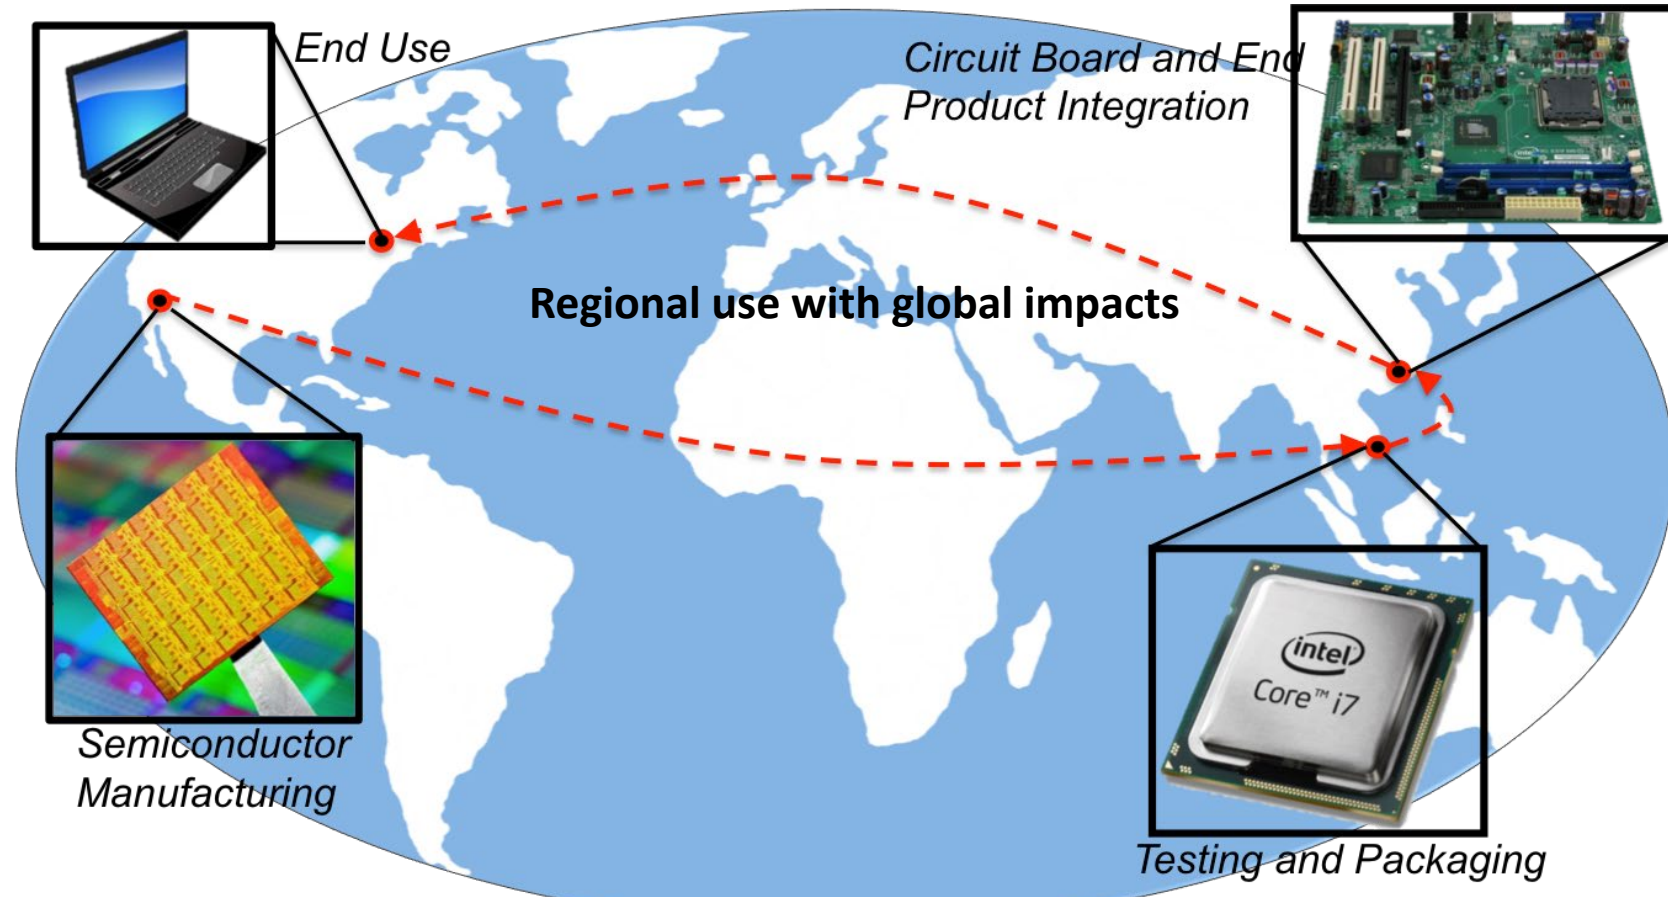 End Use
Circuit Board and End
Product Integration
Regional use with global impacts
intel
Core™ i7
Semiconductor
Manufacturing
Testing and Packaging